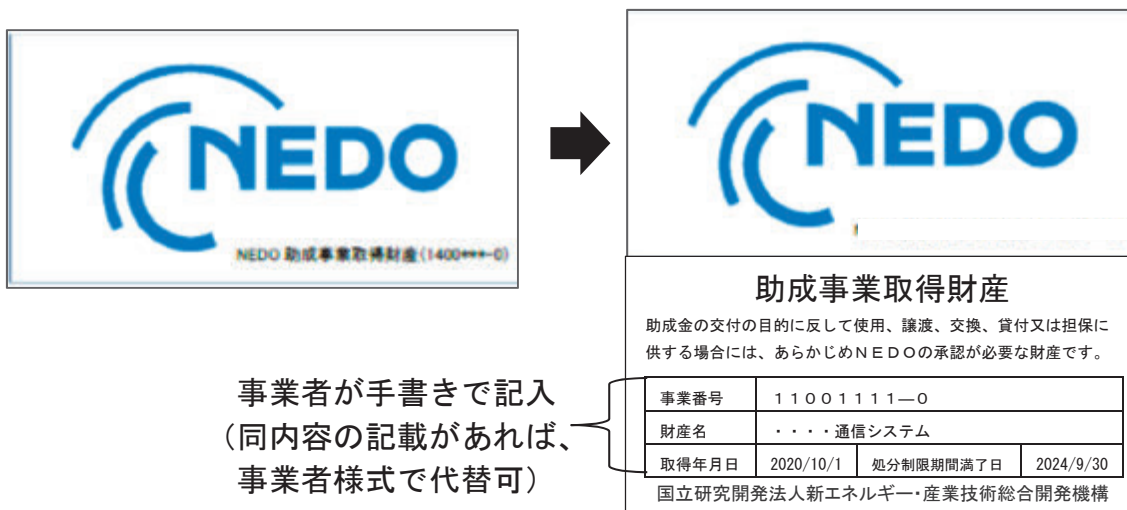 NEDO
NEDO 助成事業取得財産(1400***-0)
NEDO
助成事業取得財産
助成金の交付の目的に反して使用、譲渡、交換、貸付又は担保に
供する場合には、あらかじめNEDOの承認が必要な財産です。
事業者が手書きで記入
(同内容の記載があれば、
事業者様式で代替可)
事業番号 11001111―0
財産名 ・・・・通信システム
取得年月日 2020/10/1 処分制限期間満了日 2024/9/30
国立研究開発法人新エネルギー・産業技術総合開発機構